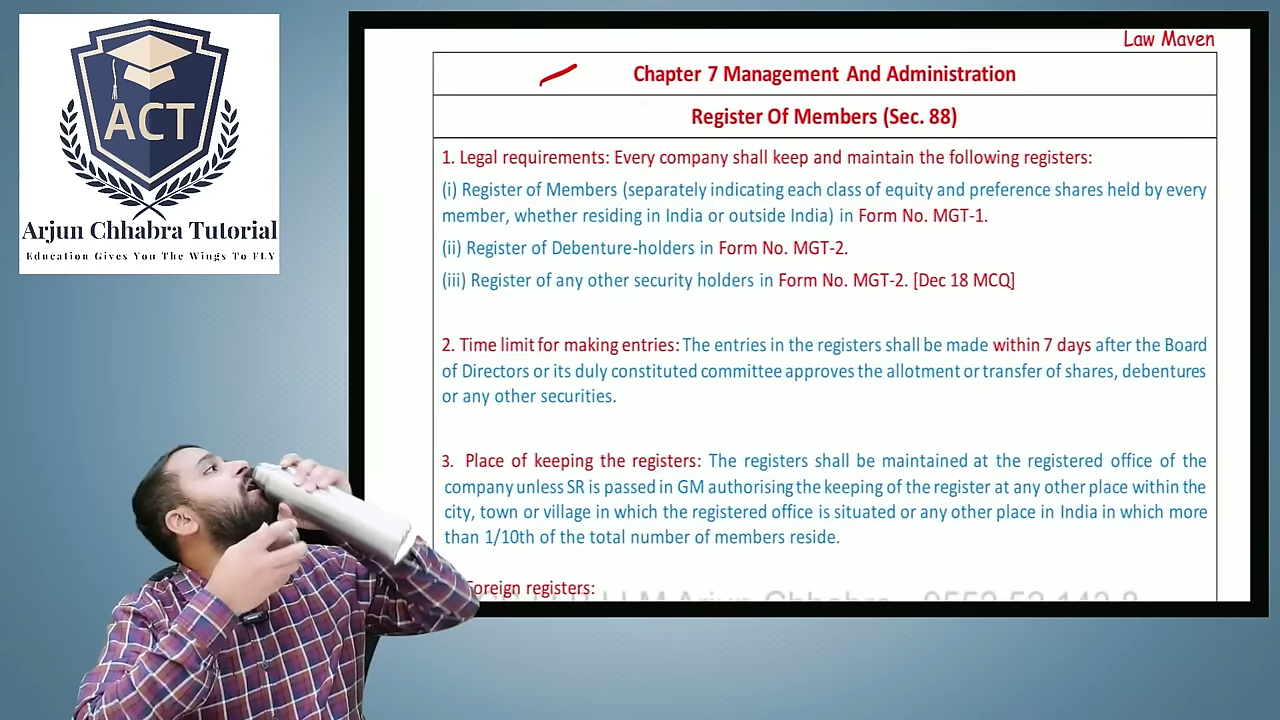 ACT
Arjun Chhabra Tutorial
Education Gives You The Wings To FLY
Law Maven
Chapter 7 Management And Administration
Register Of Members (Sec. 88)
1. Legal requirements: Every company shall keep and maintain the following registers:
(i) Register of Members (separately indicating each class of equity and preference shares held by every
member, whether residing in India or outside India) in Form No. MGT-1.
(ii) Register of Debenture-holders in Form No. MGT-2.
(iii) Register of any other security holders in Form No. MGT-2. [Dec 18 MCQ]
2. Time limit for making entries: The entries in the registers shall be made within 7 days after the Board
of Directors or its duly constituted committee approves the allotment or transfer of shares, debentures
or any other securities.
3. Place of keeping the registers: The registers shall be maintained at the registered office of the
company unless SR is passed in GM authorising the keeping of the register at any other place within the
city, town or village in which the registered office is situated or any other place in India in which more
than 1/10th of the total number of members reside.
Foreign registers:
Arjun Chhabra